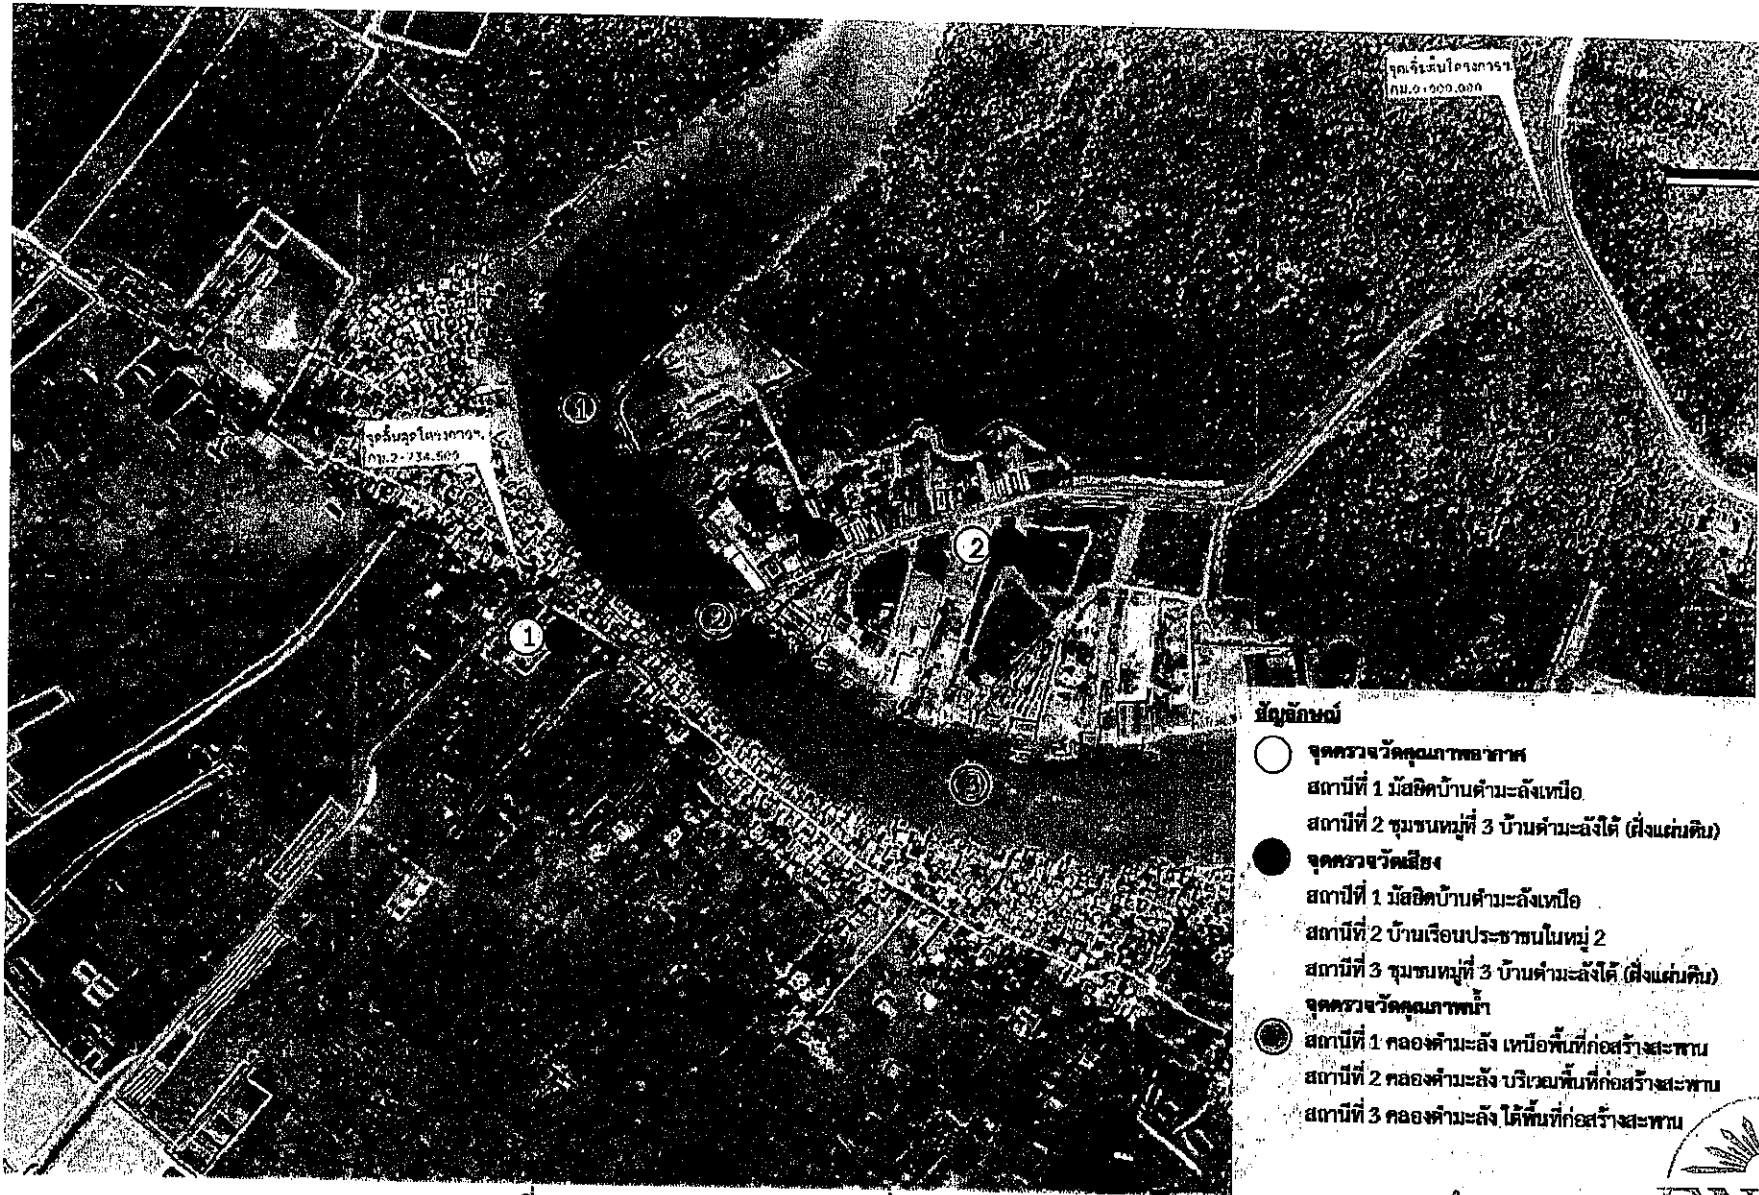 จุดเริ่มต้นโครงการฯ
กม.0+000.000
จุดสิ้นสุดโครงการฯ
กม.2+734.500
1
2
1
2
3
สัญลักษณ์
จุดตรวจวัดคุณภาพอากาศ
สถานีที่ 1 มัสยิดบ้านตำมะลังเหนือ
สถานีที่ 2 ชุมชนหมู่ที่ 3 บ้านตำมะลังใต้ (ฝั่งแผ่นดิน)
จุดตรวจวัดเสียง
สถานีที่ 1 มัสยิดบ้านตำมะลังเหนือ
สถานีที่ 2 บ้านเรือนประชาชนในหมู่ 2
สถานีที่ 3 ชุมชนหมู่ที่ 3 บ้านตำมะลังใต้ (ฝั่งแผ่นดิน)
จุดตรวจวัดคุณภาพน้ำ
สถานีที่ 1 คลองตำมะลัง เหนือพื้นที่ก่อสร้างสะพาน
สถานีที่ 2 คลองตำมะลัง บริเวณพื้นที่ก่อสร้างสะพาน
สถานีที่ 3 คลองตำมะลัง ใต้พื้นที่ก่อสร้างสะพาน